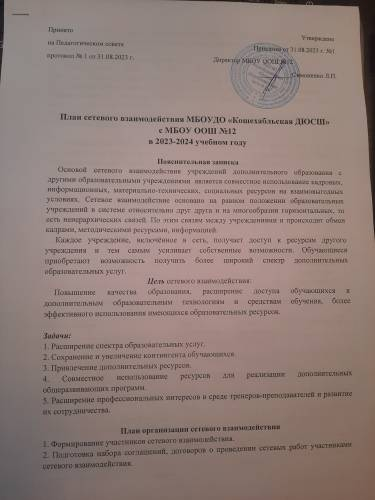 Принято
Утверждено
на Педагогическом совете
Приказом от 31.08.2023 г. №1
протокол № 1 от 31.08.2023 г.
Директор МБОУ ООШ №12
Симоненко Л.П.
План сетевого взаимодействия МБОУДО «Кошехабльская ДЮСШ»
с МБОУ ООШ №12
в 2023-2024 учебном году
Пояснительная записка
Основой сетевого взаимодействия учреждений дополнительного образования с
другими образовательными учреждениями является совместное использование кадровых,
информационных, материально-технических, социальных ресурсов на взаимовыгодных
условиях. Сетевое взаимодействие основано на равном положении образовательных
учреждений в системе относительно друг друга и на многообразии горизонтальных, то
есть неиерархических связей. По этим связям между учреждениями и происходит обмен
кадрами, методическими ресурсами, информацией.
Каждое учреждение, включённое в сеть, получает доступ к ресурсам другого
учреждения и тем самым усиливает собственные возможности. Обучающиеся
приобретают возможность получить более широкий спектр дополнительных
образовательных услуг.
Цель сетевого взаимодействия:
Повышение качества образования, расширение доступа обучающихся к
дополнительным образовательным технологиям и средствам обучения, более
эффективного использования имеющихся образовательных ресурсов.
Задачи:
1. Расширение спектра образовательных услуг.
2. Сохранение и увеличение контингента обучающихся.
3. Привлечение дополнительных ресурсов.
4. Совместное использование ресурсов для реализации дополнительных
общеразвивающих программ.
5. Расширение профессиональных интересов в среде тренеров-преподавателей и развитие
их сотрудничества.
План организации сетевого взаимодействия
1. Формирование участников сетевого взаимодействия.
2. Подготовка набора соглашений, договоров о проведении сетевых работ участниками
сетевого взаимодействия.